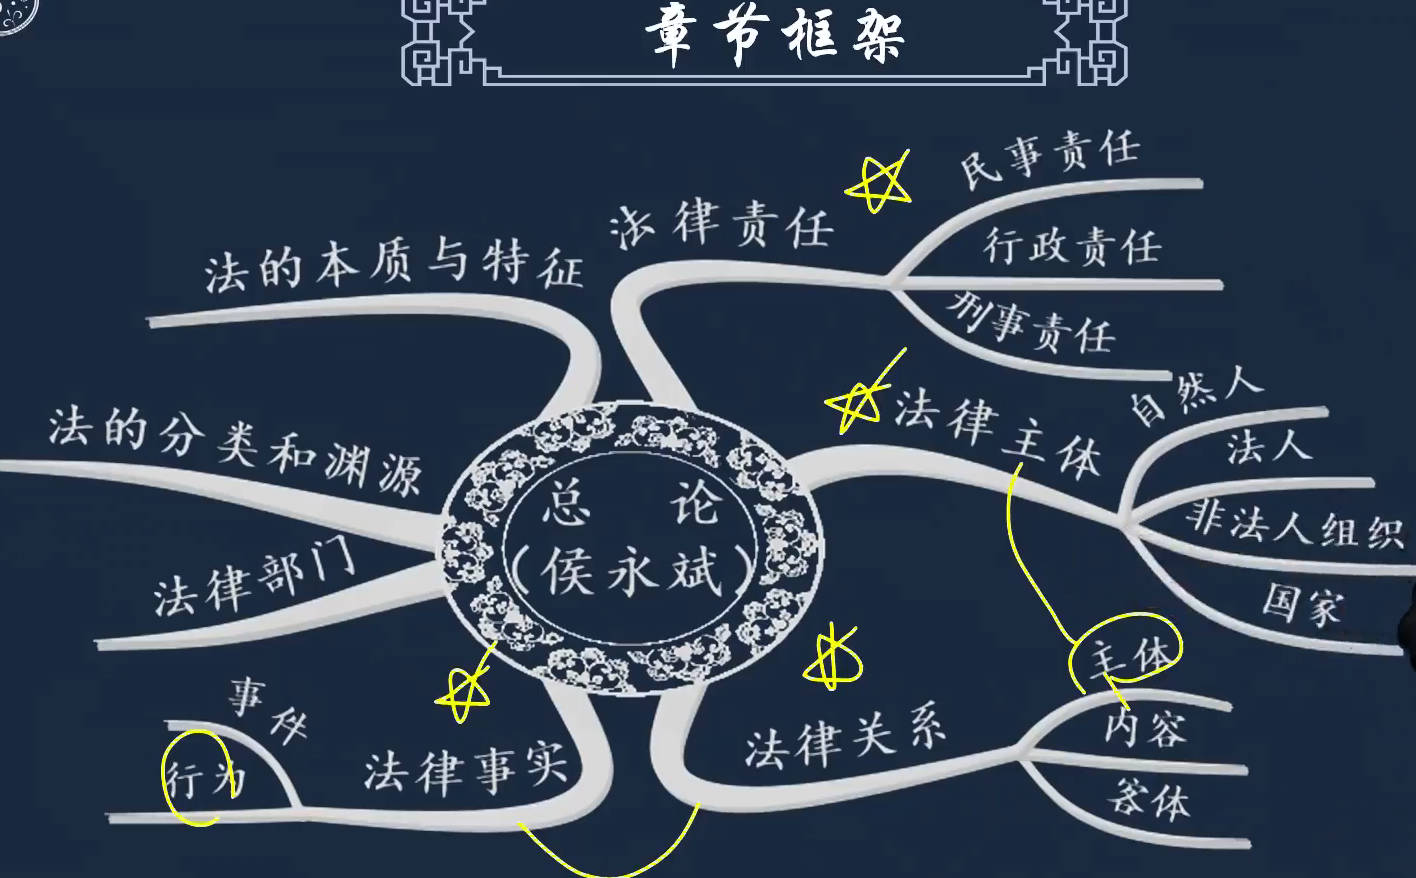 章节框架
民事责任
法律责任
行政责任
法的本质与特征
刑事责任
自然人
法律主体
法人
法的分类和渊源
非法人组织
总 论
(侯永斌)
法律部门
国家
主体
事件
法律关系
内容
行为
法律事实
客体